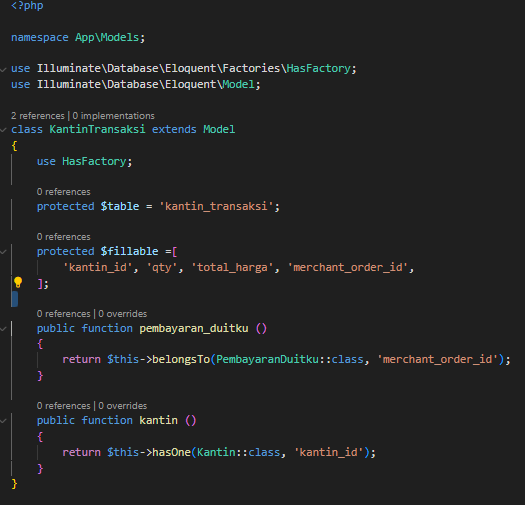 <?php
namespace App\Models;
use Illuminate\Database\Eloquent\Factories\HasFactory;
use Illuminate\Database\Eloquent\Model;
2 references | 0 implementations
class KantinTransaksi extends Model
{
use HasFactory;
0 references
protected $table = 'kantin_transaksi';
0 references
protected $fillable =[
'kantin_id', 'qty', 'total_harga', 'merchant_order_id',
];
0 references | 0 overrides
public function pembayaran_duitku ()
{
return $this->belongsTo(PembayaranDuitku::class, 'merchant_order_id');
}
0 references | 0 overrides
public function kantin ()
{
return $this->hasOne(Kantin::class, 'kantin_id');
}
}